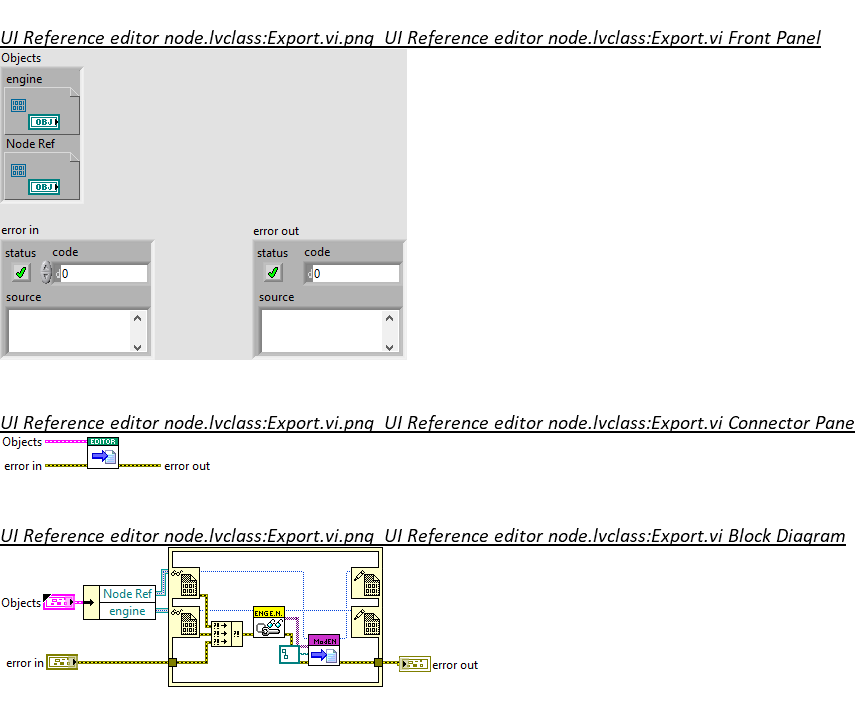 UI Reference editor node.lvclass:Export.vi.png UI Reference editor node.lvclass:Export.vi Front Panel
Objects
engine
OBJ
Node Ref
OBJ
error in
error out
status code
status code
d 0
d 0
source
source
UI Reference editor node.lvclass:Export.vi.png UI Reference editor node.lvclass:Export.vi Connector Pane
Objects
EDITOR
error in
error out
UI Reference editor node.lvclass:Export.vi.png UI Reference editor node.lvclass:Export.vi Block Diagram
Objects
Node Ref
engine
ENG E.N.
ModEN
error in
error out